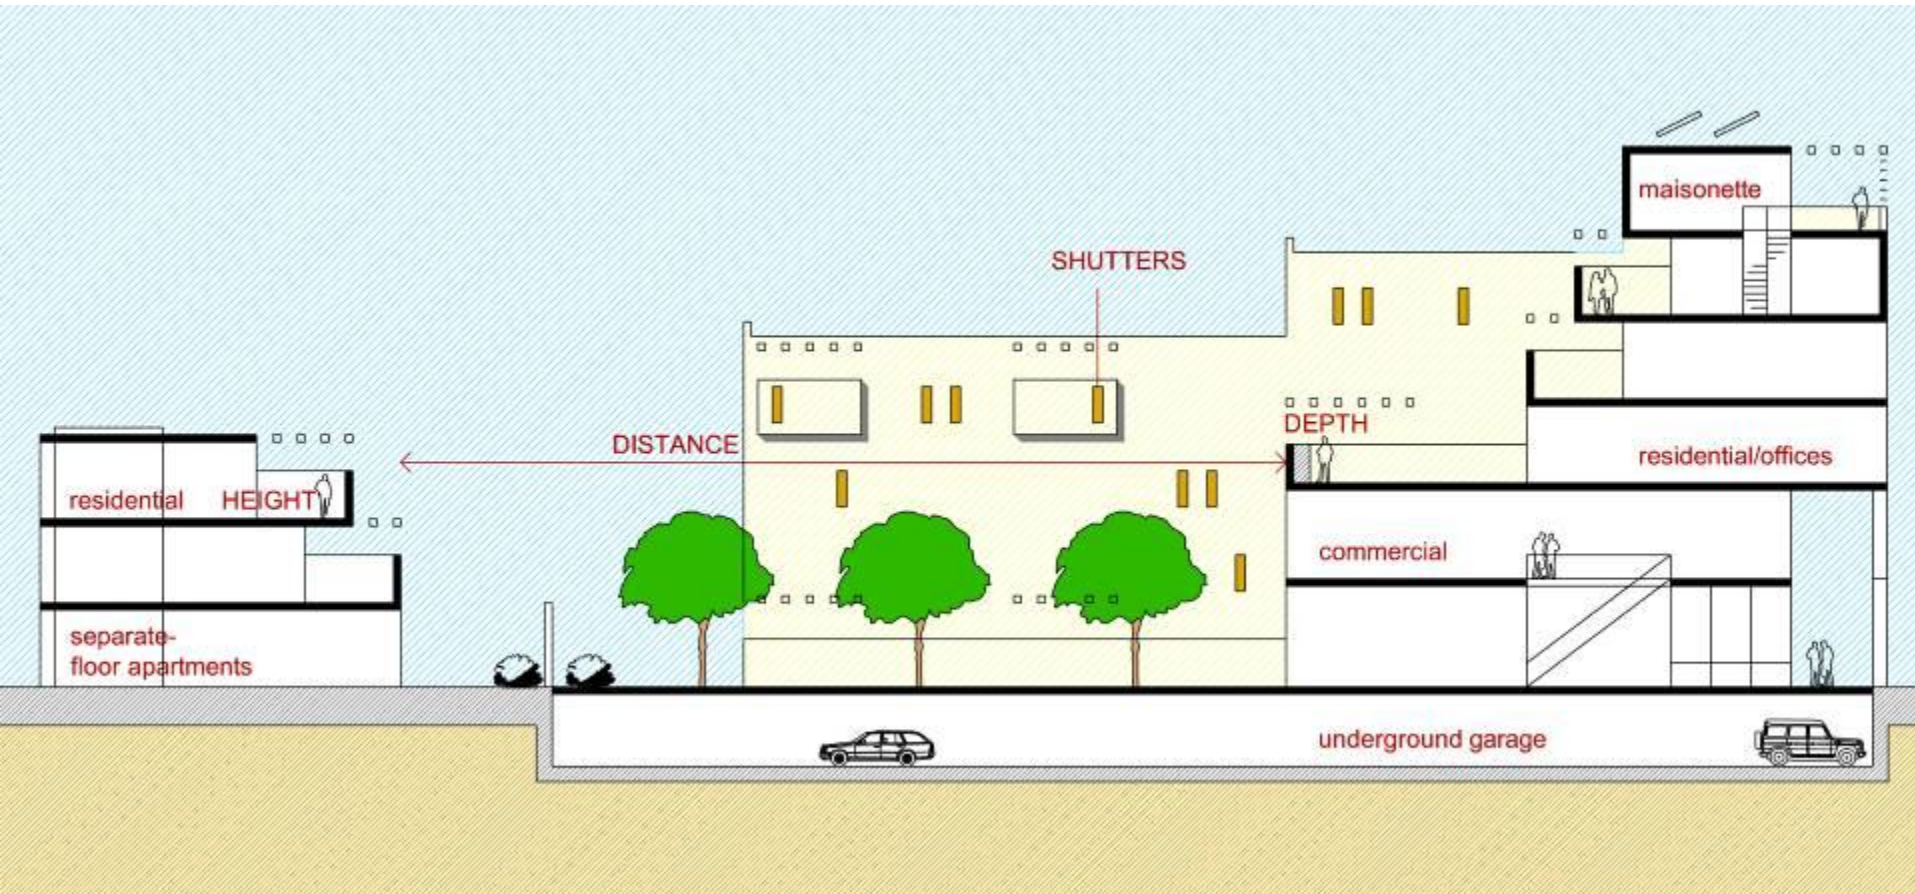 maisonette
SHUTTERS
DEPTH
DISTANCE
residential/offices
residential
HEIGHT
commercial
separate-
floor apartments
underground garage